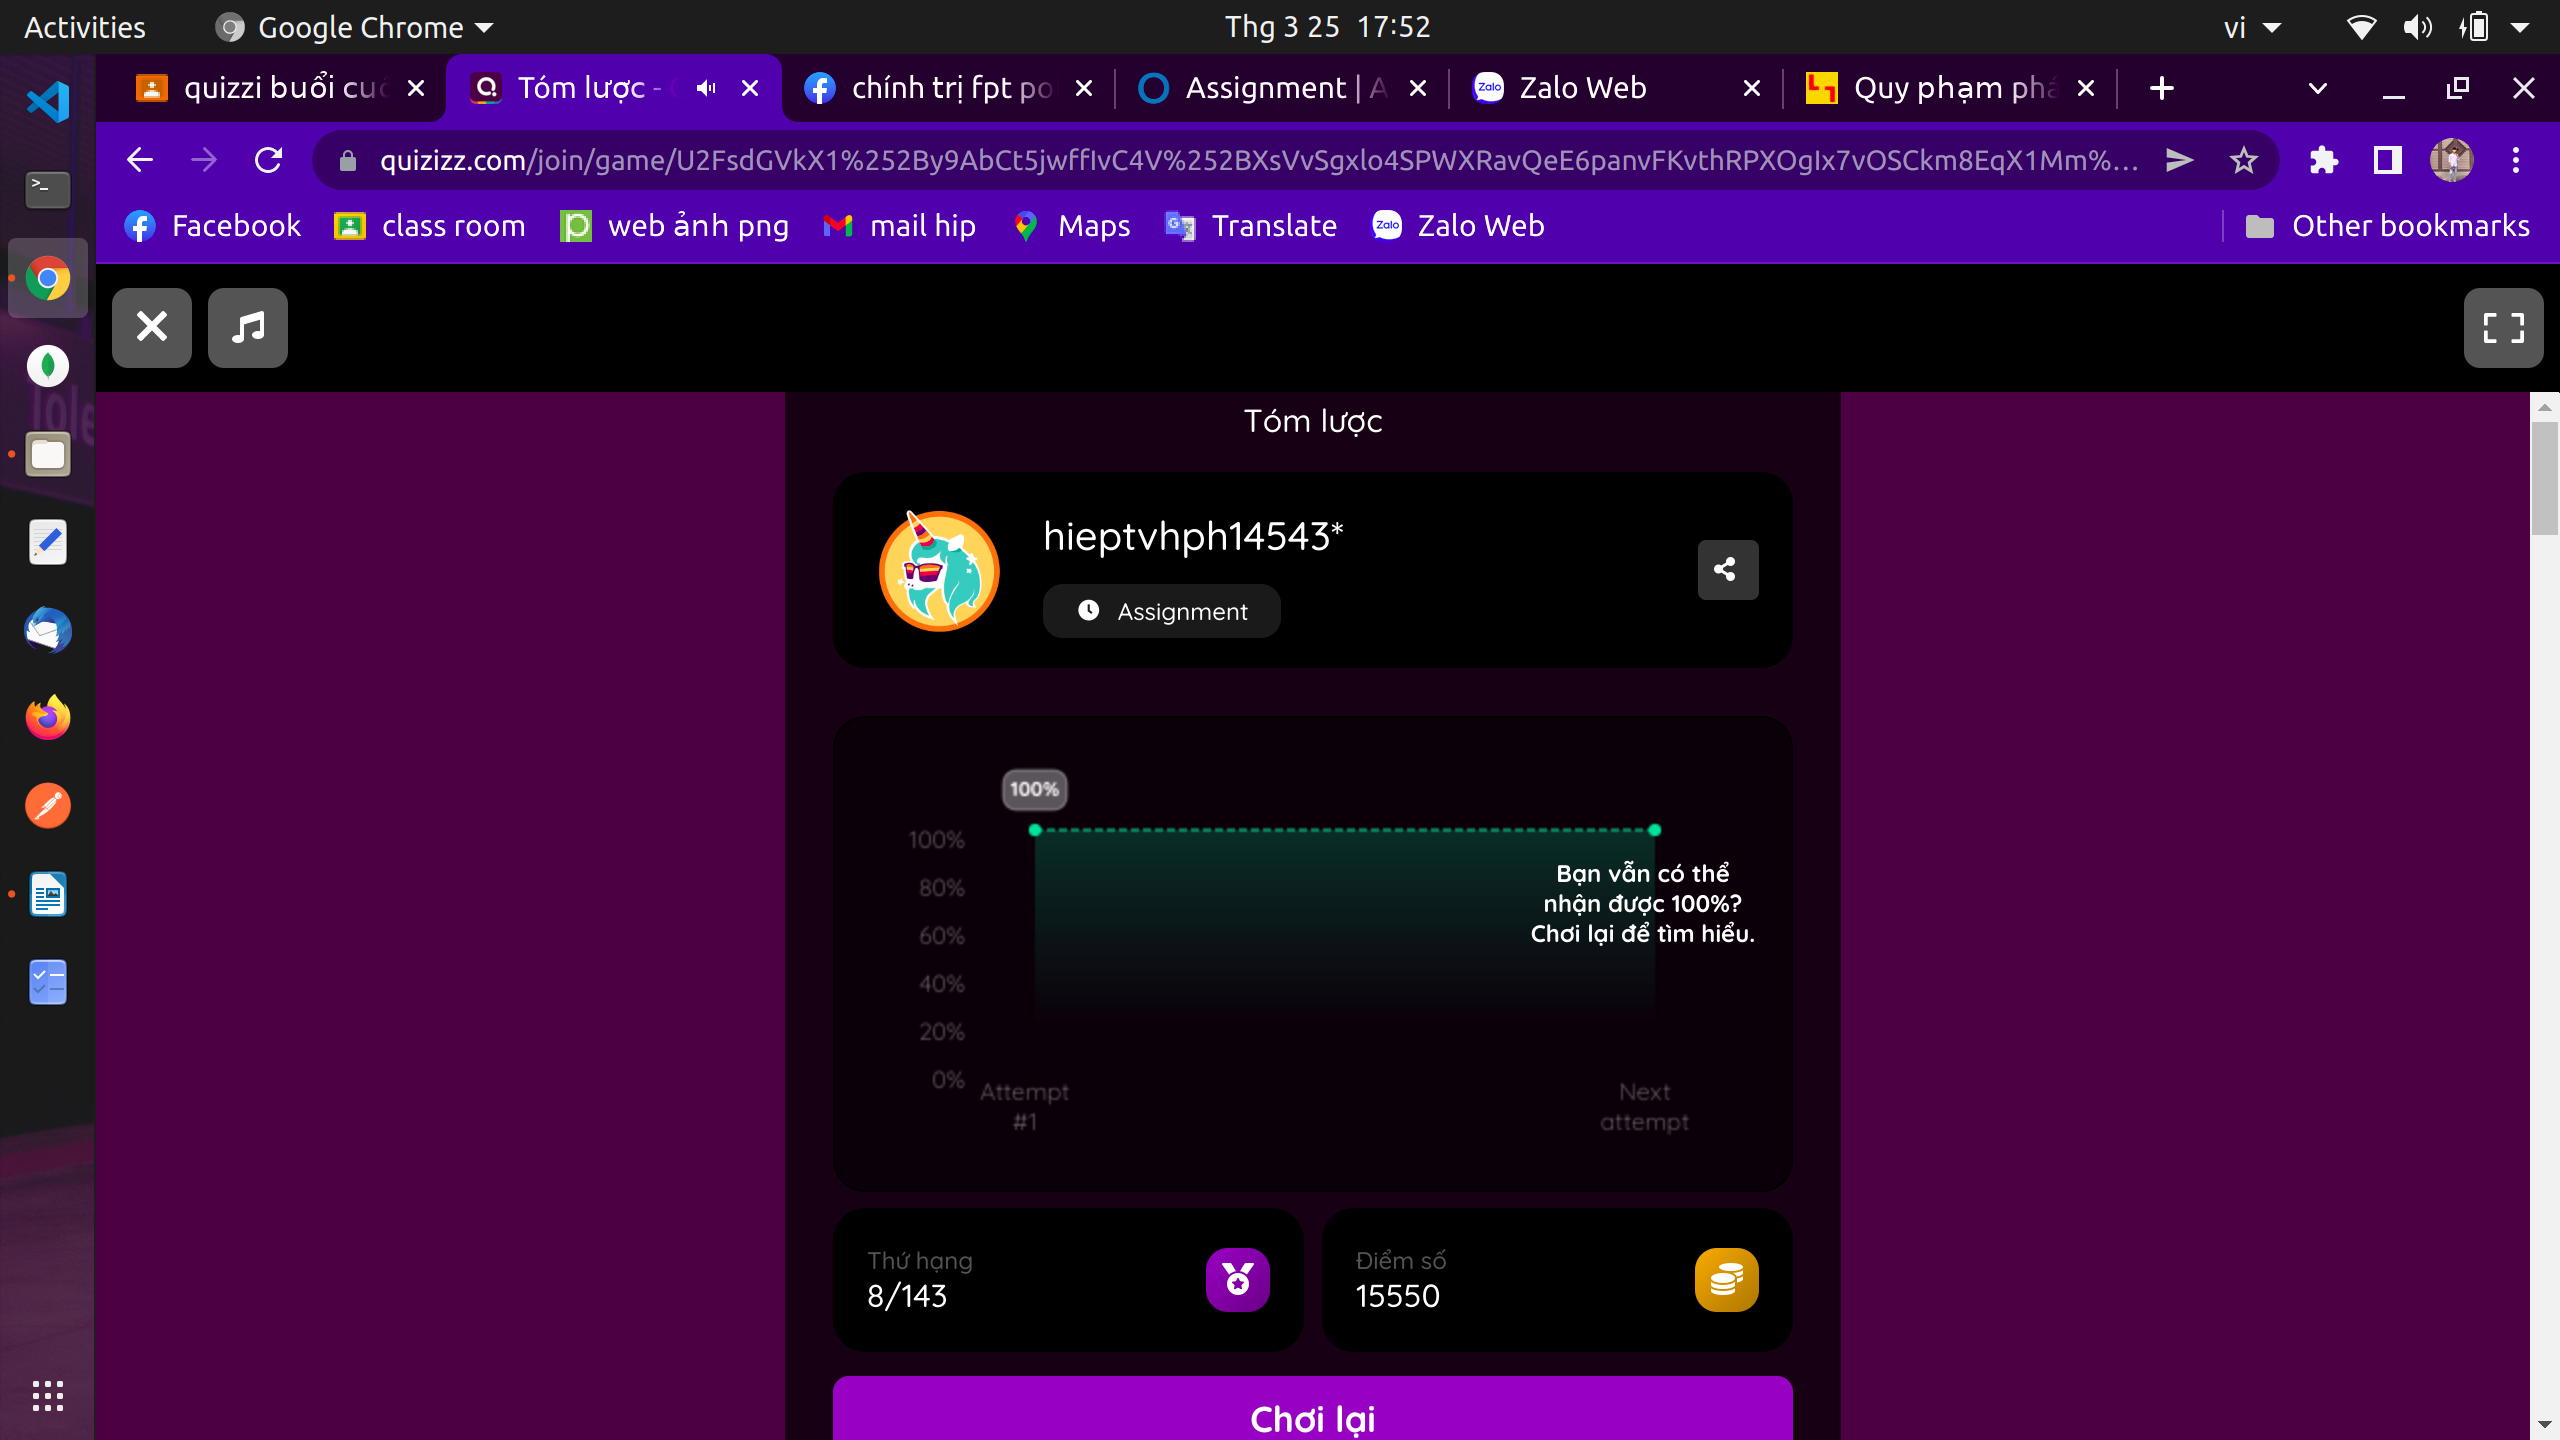 Activities
Google Chrome
Thg 3 25 17:52
vi
quizzi buổi cuố
Tóm lược -
chính trị fpt po
Assignment | A
Zalo Web
Quy phạm phá
quizizz.com/join/game/U2FsdGVkX1%252By9AbCt5jwffIvC4V%252BXsVvSgxlo4SPWXRavQeE6panvFKvthRPXOgIx7vOSCkm8EqX1Mm%...
Facebook
class room
web ảnh png
mail hip
Maps
Translate
Zalo Web
Other bookmarks
Tóm lược
hieptvhph14543*
Assignment
100%
100%
80%
60%
40%
20%
0%
Bạn vẫn có thể
nhận được 100%?
Chơi lại để tìm hiểu.
Attempt
#1
Next
attempt
Thứ hạng
8/143
Điểm số
15550
Chơi lại